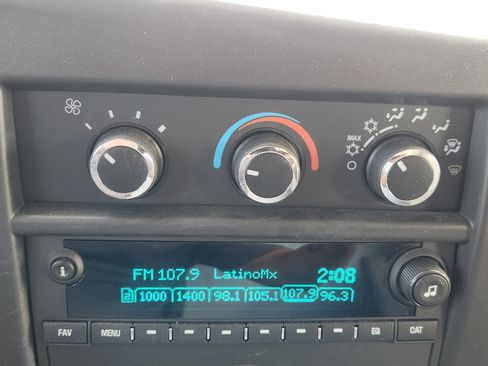 MAX
FM 107.9 LatinoMx 2:08
1000 1400 98.1 105.1 107.9 96.3
i
FAV MENU EQ CAT